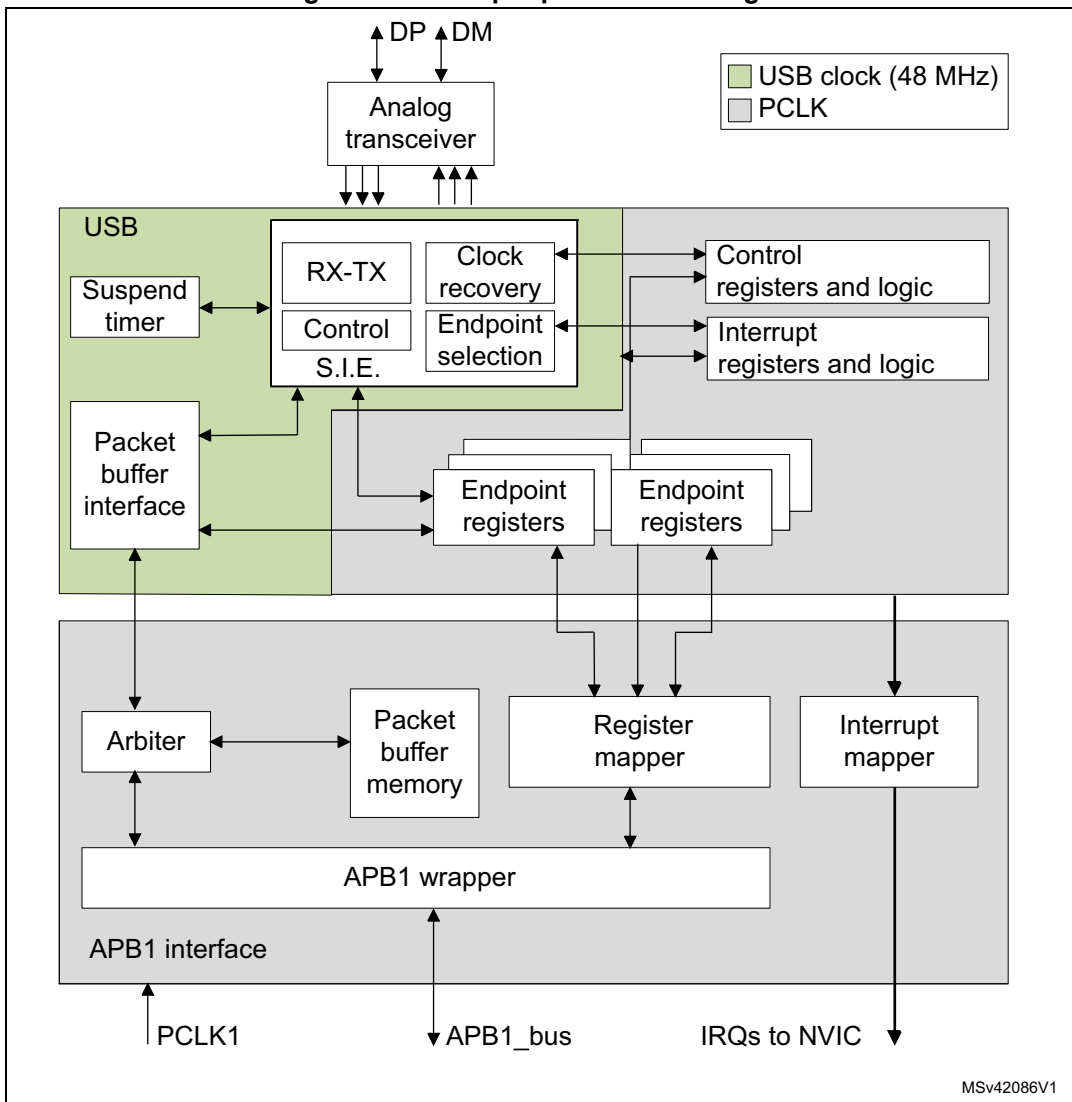 DP DM
Analog
transceiver
USB clock (48 MHz)
PCLK
USB
RX-TX
Clock
recovery
Control
registers and logic
Suspend
timer
Control
Endpoint
selection
S.I.E.
Interrupt
registers and logic
Packet
buffer
interface
Endpoint
registers
Endpoint
registers
Arbiter
Packet
buffer
memory
Register
mapper
Interrupt
mapper
APB1 wrapper
APB1 interface
PCLK1
APB1_bus
IRQs to NVIC
MSv42086V1